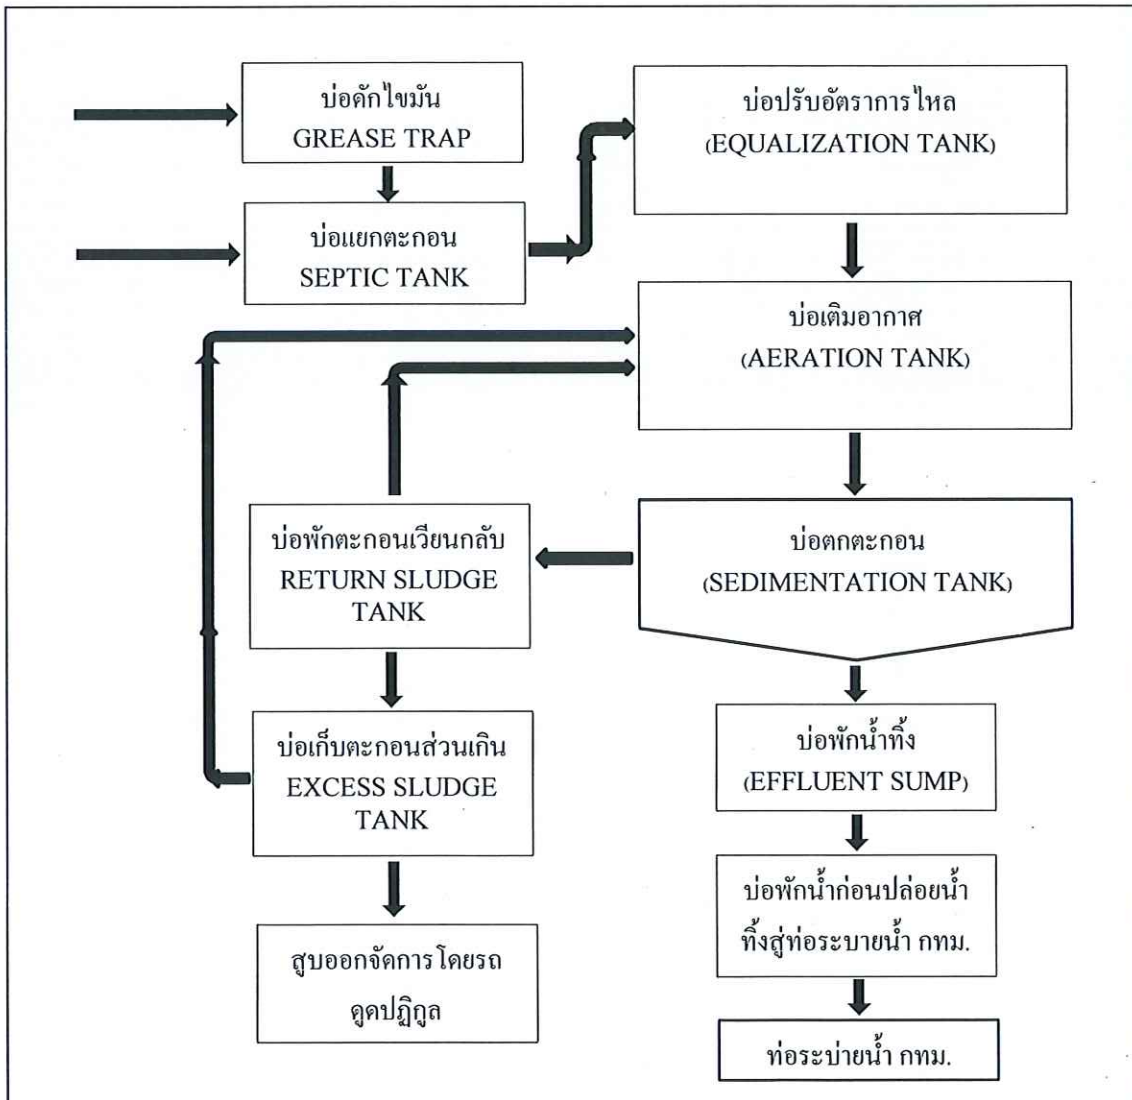 บ่อดักไขมัน
GREASE TRAP
บ่อแยกตะกอน
SEPTIC TANK
บ่อปรับอัตราการไหล
(EQUALIZATION TANK)
บ่อเติมอากาศ
(AERATION TANK)
บ่อตกตะกอน
(SEDIMENTATION TANK)
บ่อพักตะกอนเวียนกลับ
RETURN SLUDGE
TANK
บ่อเก็บตะกอนส่วนเกิน
EXCESS SLUDGE
TANK
สูบออกจัดการโดยรถ
ดูดปฏิกูล
บ่อพักน้ำทิ้ง
(EFFLUENT SUMP)
บ่อพักน้ำก่อนปล่อยน้ำ
ทิ้งสู่ท่อระบายน้ำ กทม.
ท่อระบ่ายน้ำ กทม.